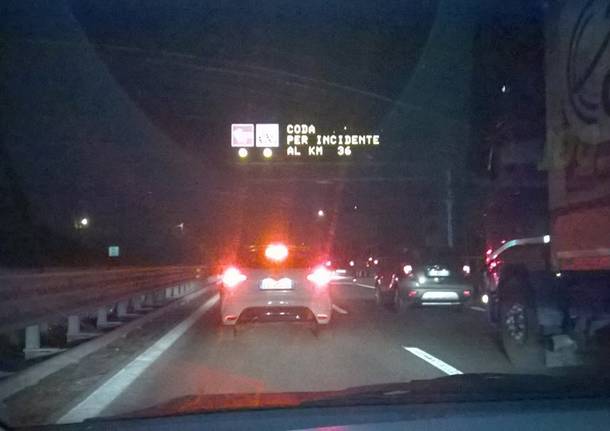 CODA
PER INCIDENTE
AL KM 36